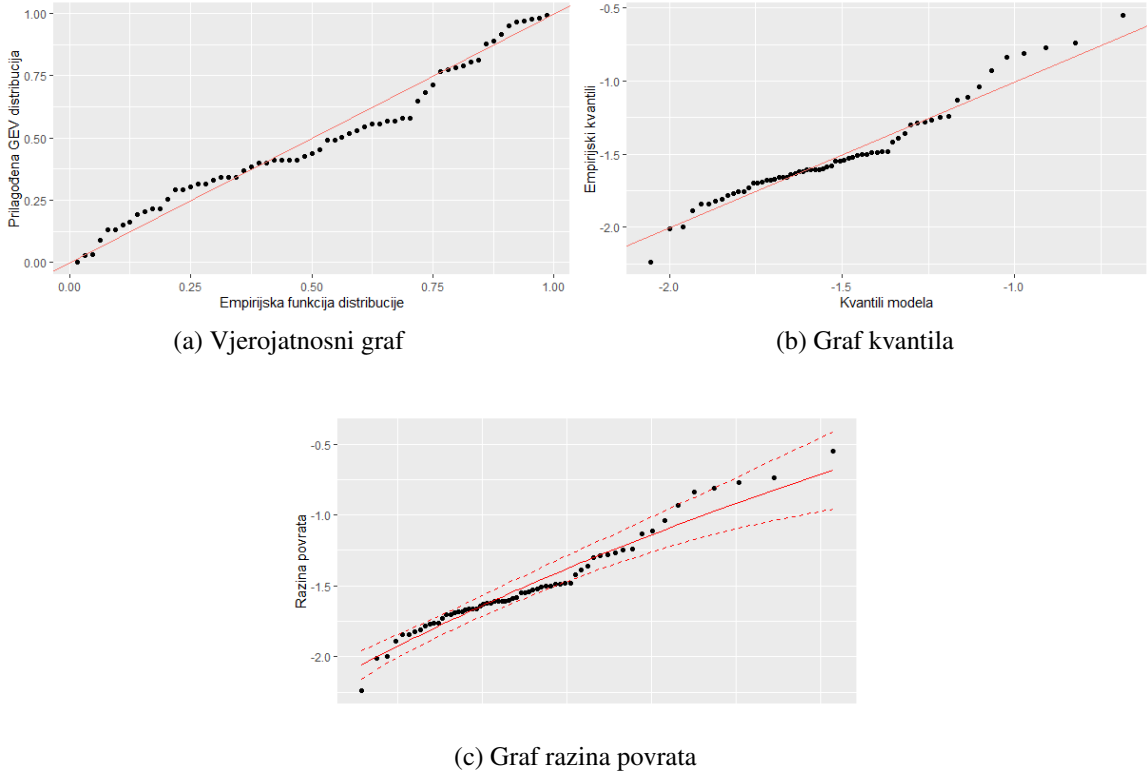 1.00
0.75
0.50
0.25
0.00
Prilagođena GEV distribucija
0.00 0.25 0.50 0.75 1.00
Empirijska funkcija distribucije
(a) Vjerojatnosni graf
-0.5
-1.0
-1.5
-2.0
Empirijski kvantili
-2.0 -1.5 -1.0
Kvantili modela
(b) Graf kvantila
-0.5
-1.0
-1.5
-2.0
Razina povrata
(c) Graf razina povrata